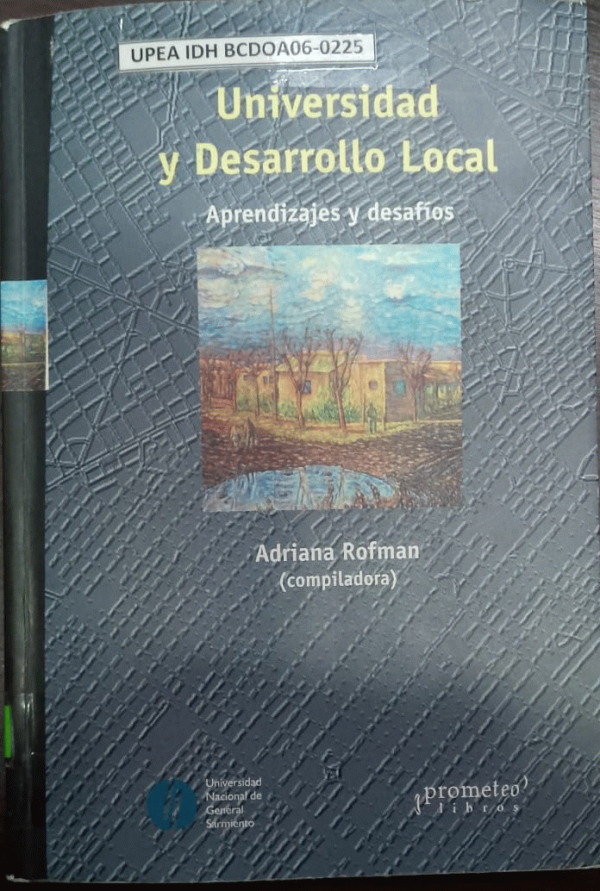 UPEA IDH BCDOA06-0225
Universidad
y Desarrollo Local
Aprendizajes y desafíos
Adriana Rofman
(compiladora)
Universidad
Nacional de
General
Sarmiento
prometeo
libros